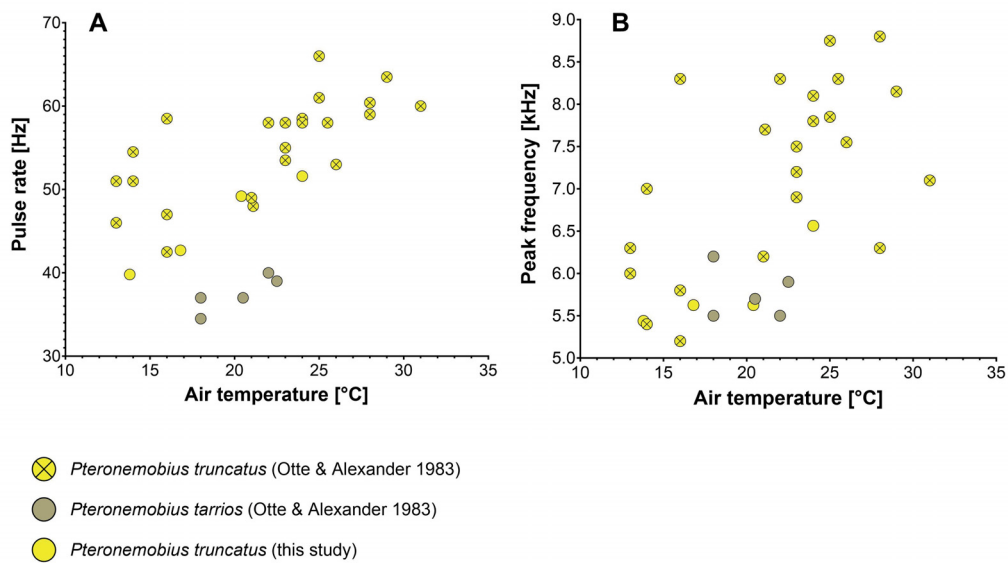 A
Pulse rate [Hz]
70
60
50
40
30
10 15 20 25 30 35
Air temperature [°C]
B
Peak frequency [kHz]
9.0
8.5
8.0
7.5
7.0
6.5
6.0
5.5
5.0
10 15 20 25 30 35
Air temperature [°C]
Pteronemobius truncatus (Otte & Alexander 1983)
Pteronemobius tarrios (Otte & Alexander 1983)
Pteronemobius truncatus (this study)